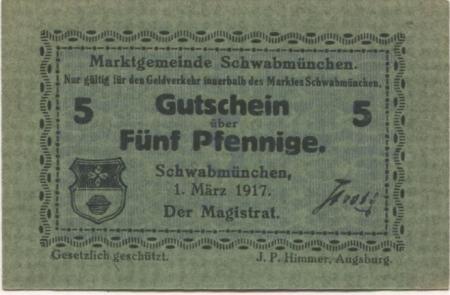 Marktgemeinde Schwabmünchen.
Nur gültig für den Geldverkehr innerhalb des Marktes Schwabmünchen.
5 Gutschein 5
über
Fünf Pfennige.
Schwabmünchen,
1. März 1917.
Der Magistrat.
Gesetzlich geschützt. J. P. Himmer, Augsburg.